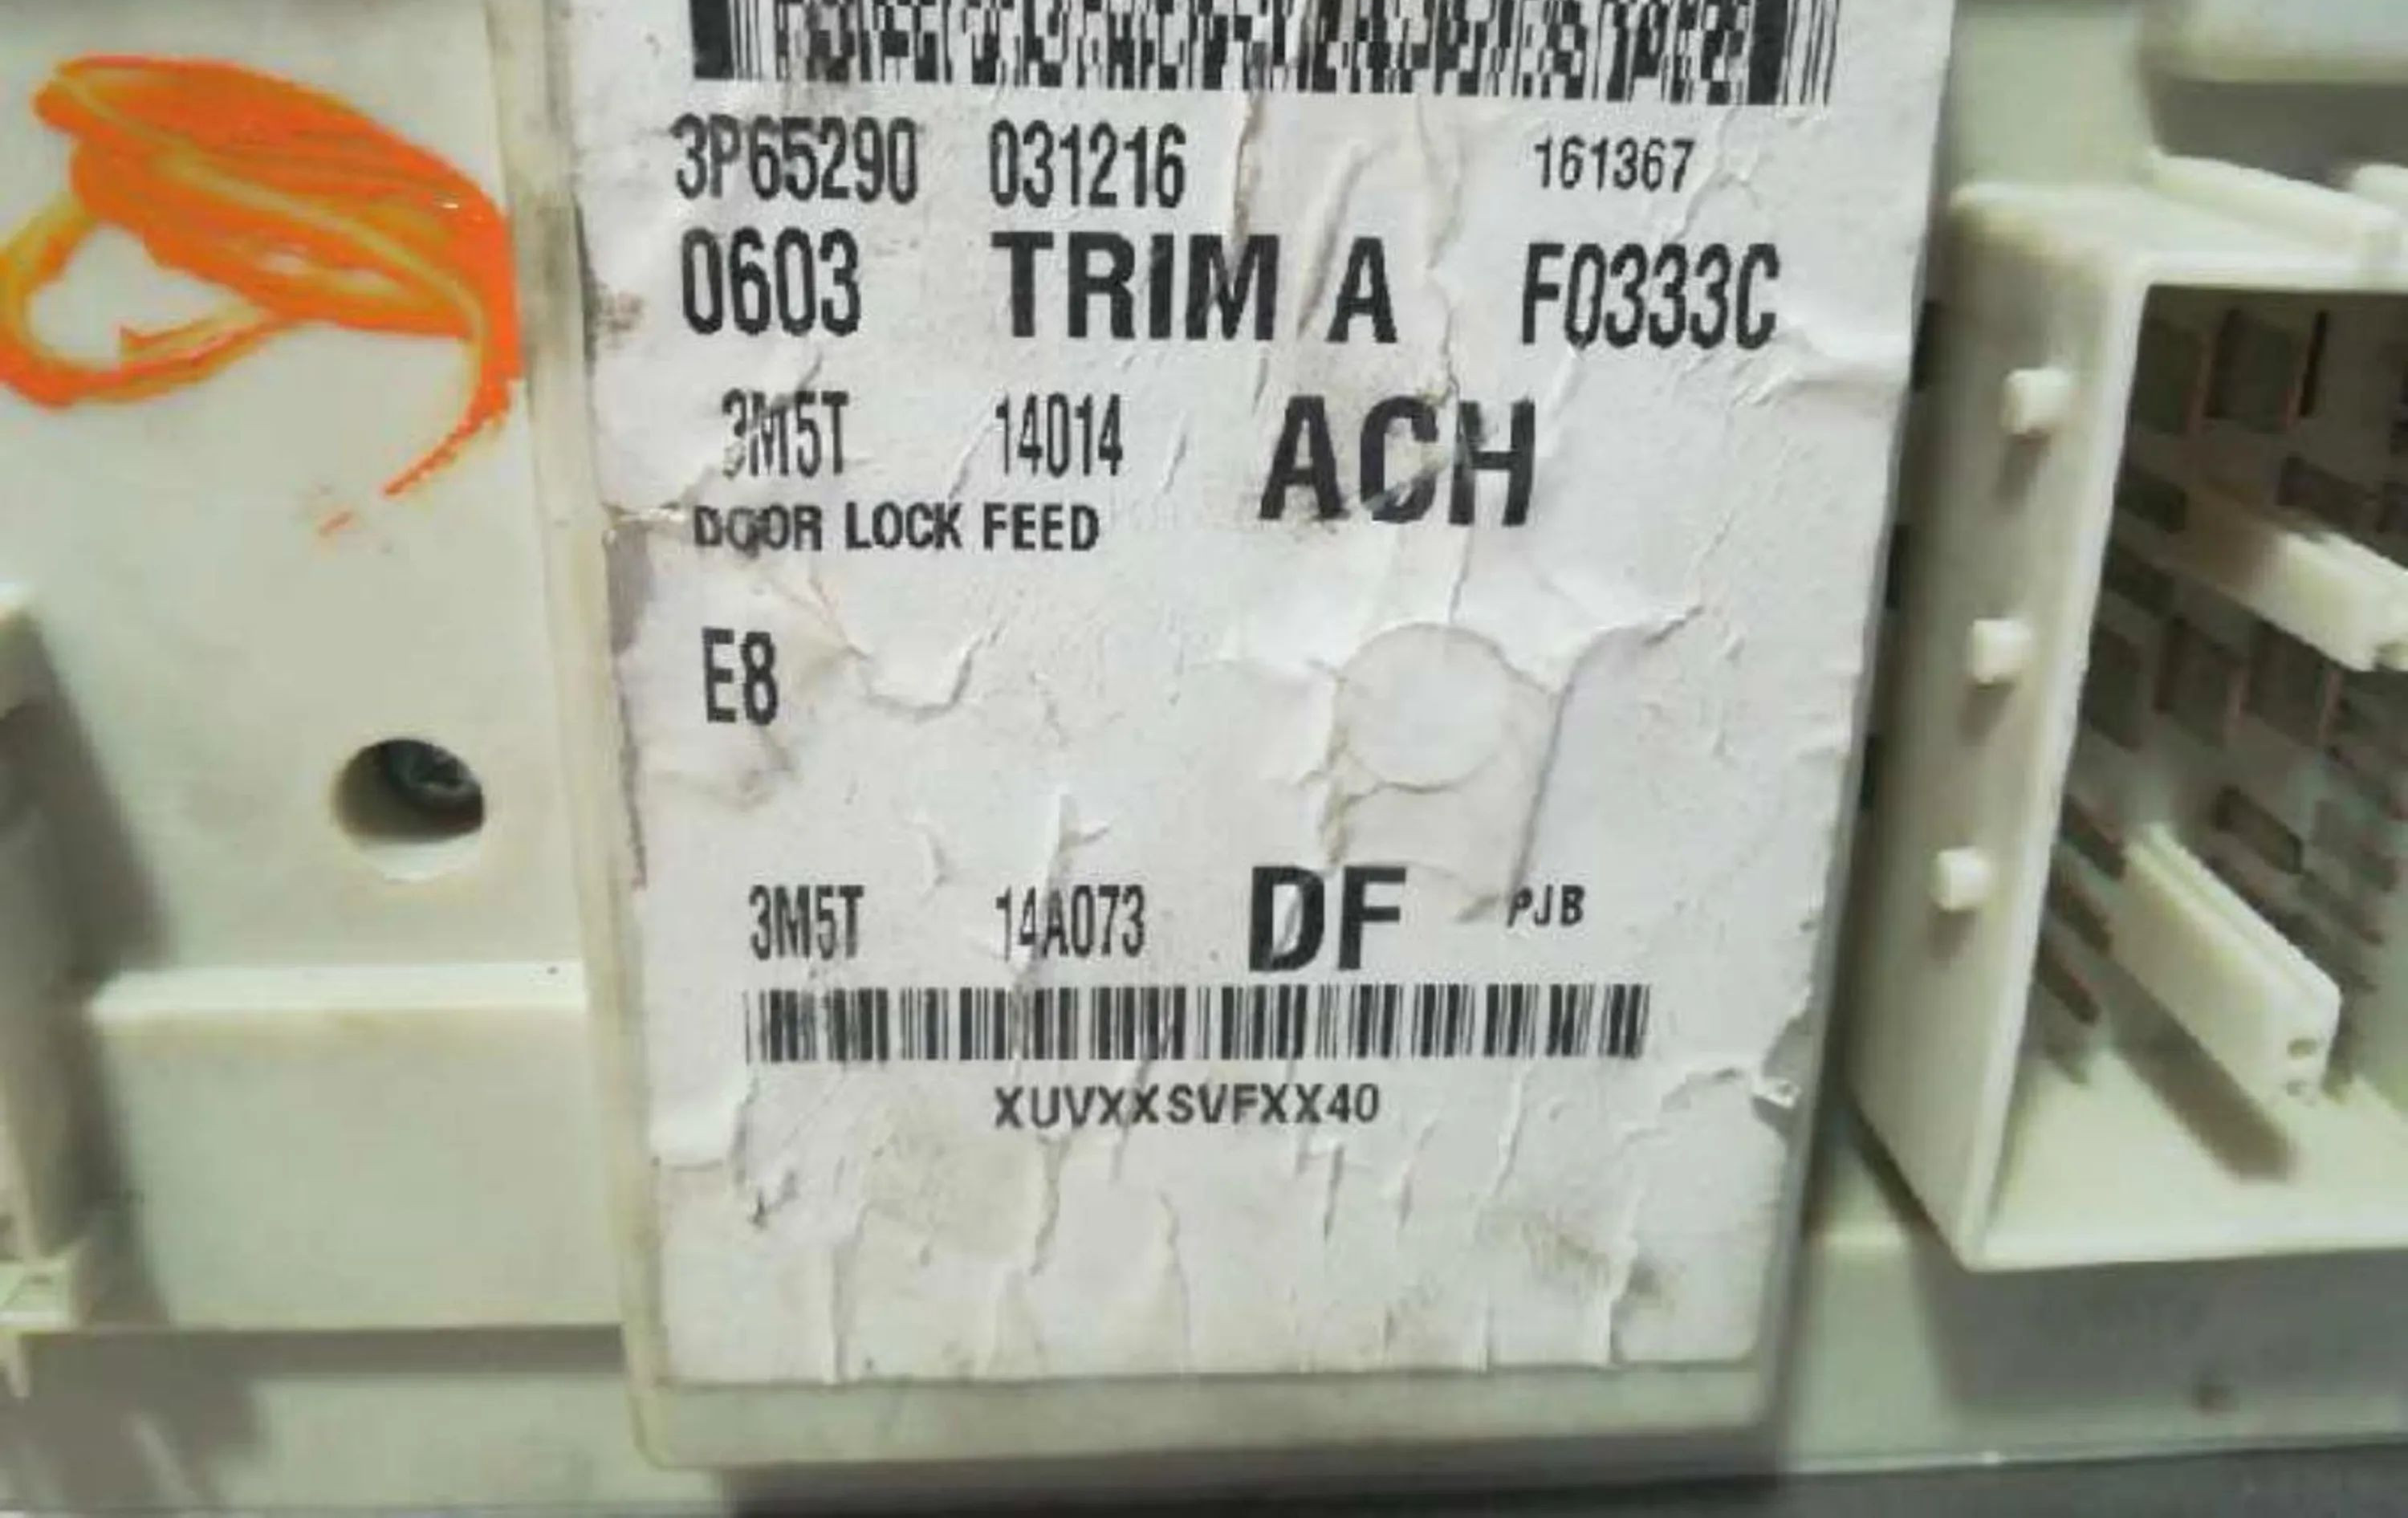 3P65290 031216 161367
0603 TRIM A F0333C
3M5T 14014 ACH
DOOR LOCK FEED
E8
3M5T 14A073 DF PJB
XUVXXSVFXX40